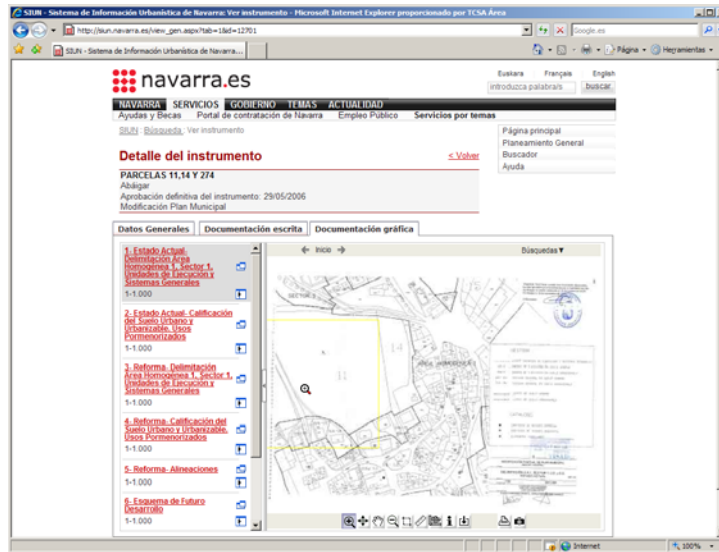 SIUN - Sistema de Información Urbanística de Navarra: Ver instrumento - Microsoft Internet Explorer proporcionado por TCSA Área
http://siun.navarra.es/view_gen.aspx?tab=1&id=12701
Google.es
SIUN - Sistema de Información Urbanística de Navarra...
Página
Herramientas
navarra.es
Euskara Français English
introduzca palabra/s buscar
NAVARRA SERVICIOS GOBIERNO TEMAS ACTUALIDAD
Ayudas y Becas Portal de contratación de Navarra Empleo Público Servicios por temas
SIUN : Búsqueda : Ver instrumento
Página principal
Planeamiento General
Buscador
Ayuda
Detalle del instrumento
< Volver
PARCELAS 11,14 Y 274
Abáigar
Aprobación definitiva del instrumento: 29/05/2006
Modificación Plan Municipal
Datos Generales Documentación escrita Documentación gráfica
Inicio
Búsquedas
1- Estado Actual-
Delimitación Área
Homogénea 1, Sector 1,
Unidades de Ejecución y
Sistemas Generales
1-1.000
2- Estado Actual- Calificación
del Suelo Urbano y
Urbanizable. Usos
Pormenorizados
1-1.000
3- Reforma- Delimitación
Área Homogénea 1, Sector 1,
Unidades de Ejecución y
Sistemas Generales
1-1.000
4- Reforma- Calificación del
Suelo Urbano y Urbanizable.
Usos Pormenorizados
1-1.000
5- Reforma- Alineaciones
1-1.000
6- Esquema de Futuro
Desarrollo
1-1.000
SECTOR
14
11
AREA HOMOGENEA
Internet
100%